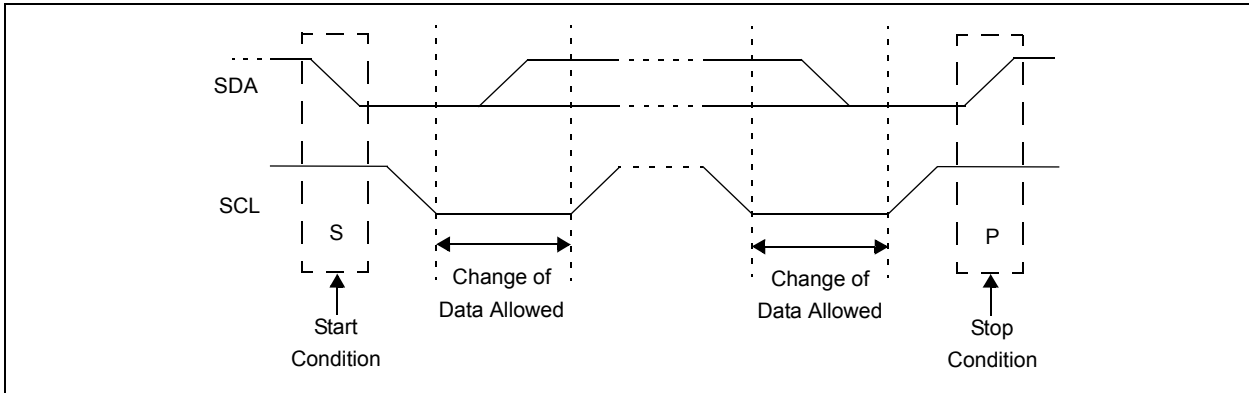 SDA
SCL
S
P
Change of
Data Allowed
Change of
Data Allowed
Start
Condition
Stop
Condition